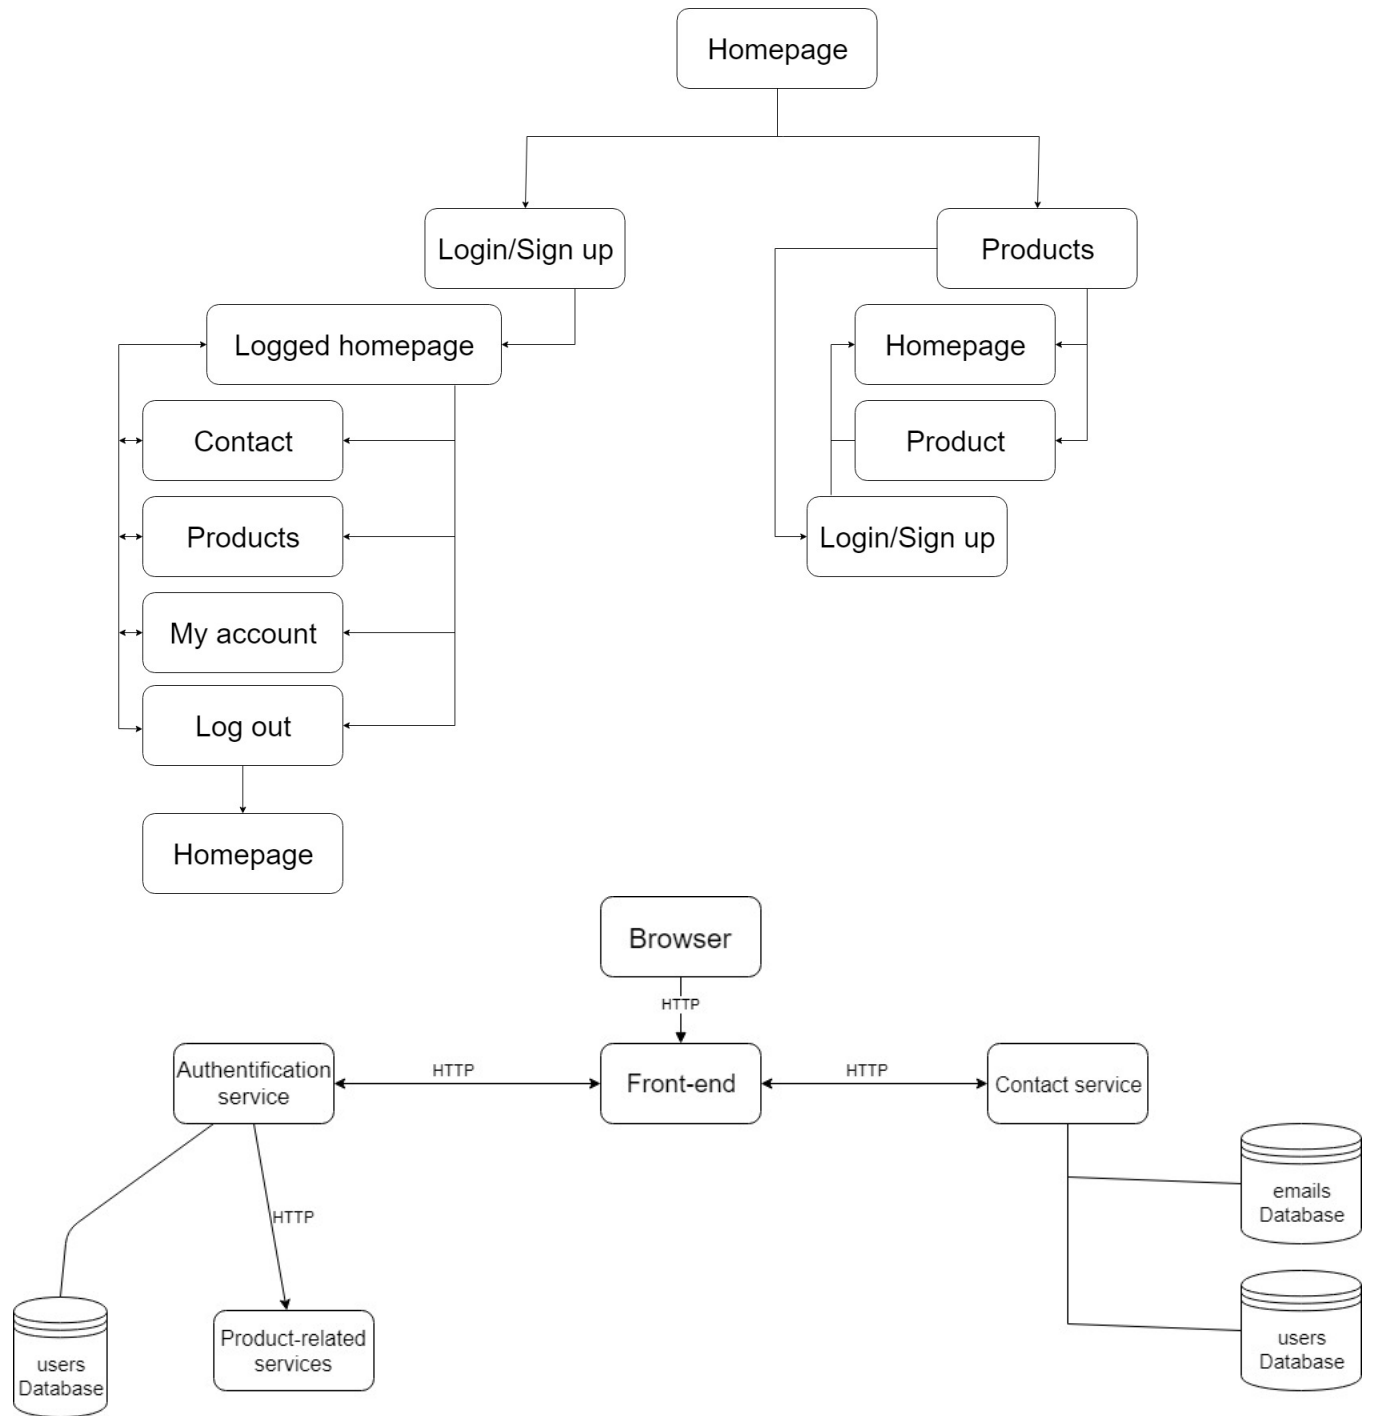 Homepage
Login/Sign up
Products
Logged homepage
Homepage
Contact
Product
Products
Login/Sign up
My account
Log out
Homepage
Browser
HTTP
Authentification
service
HTTP
Front-end
HTTP
Contact service
emails
Database
HTTP
users
Database
Product-related
services
users
Database